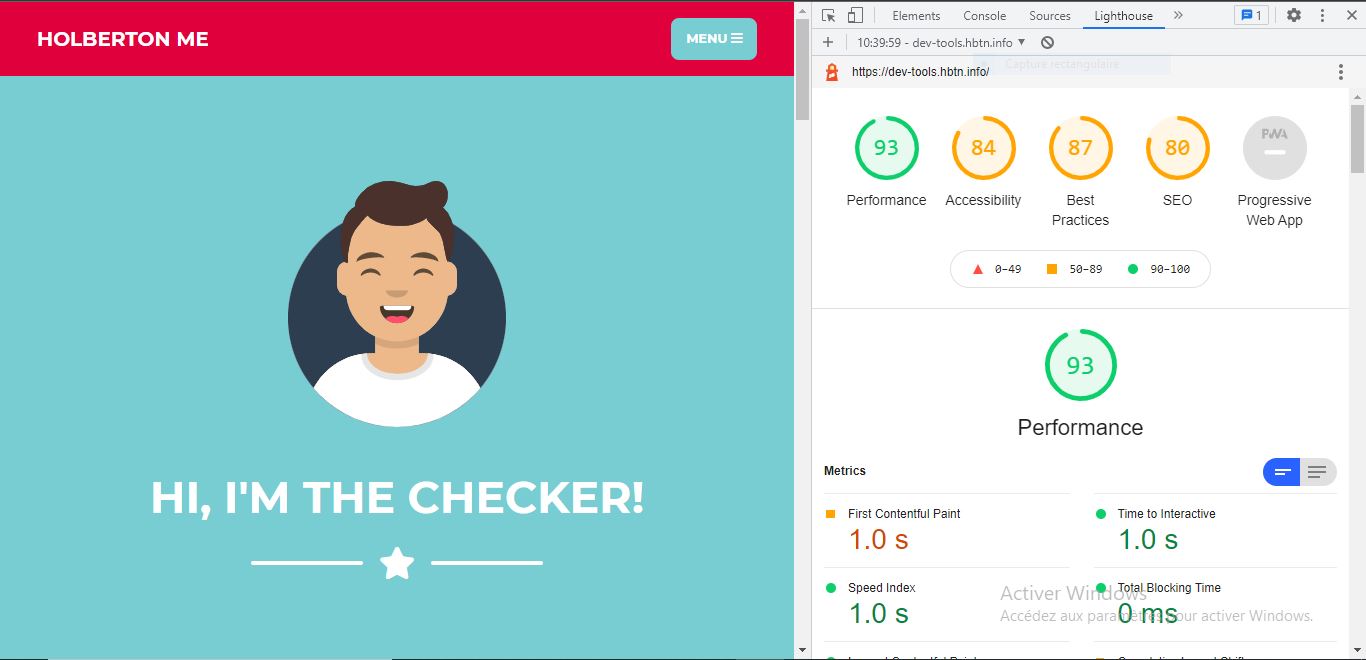 HOLBERTON ME
MENU
HI, I'M THE CHECKER!
Elements Console Sources Lighthouse 1
10:39:59 - dev-tools.hbtn.info
https://dev-tools.hbtn.info/
Capture rectangulaire
93 84 87 80 PWA
Performance Accessibility Best Practices SEO Progressive Web App
0–49 50–89 90–100
93
Performance
Metrics
First Contentful Paint Time to Interactive
1.0 s 1.0 s
Speed Index Total Blocking Time
1.0 s 0 ms
Activer Windows
Accédez aux paramètres pour activer Windows.